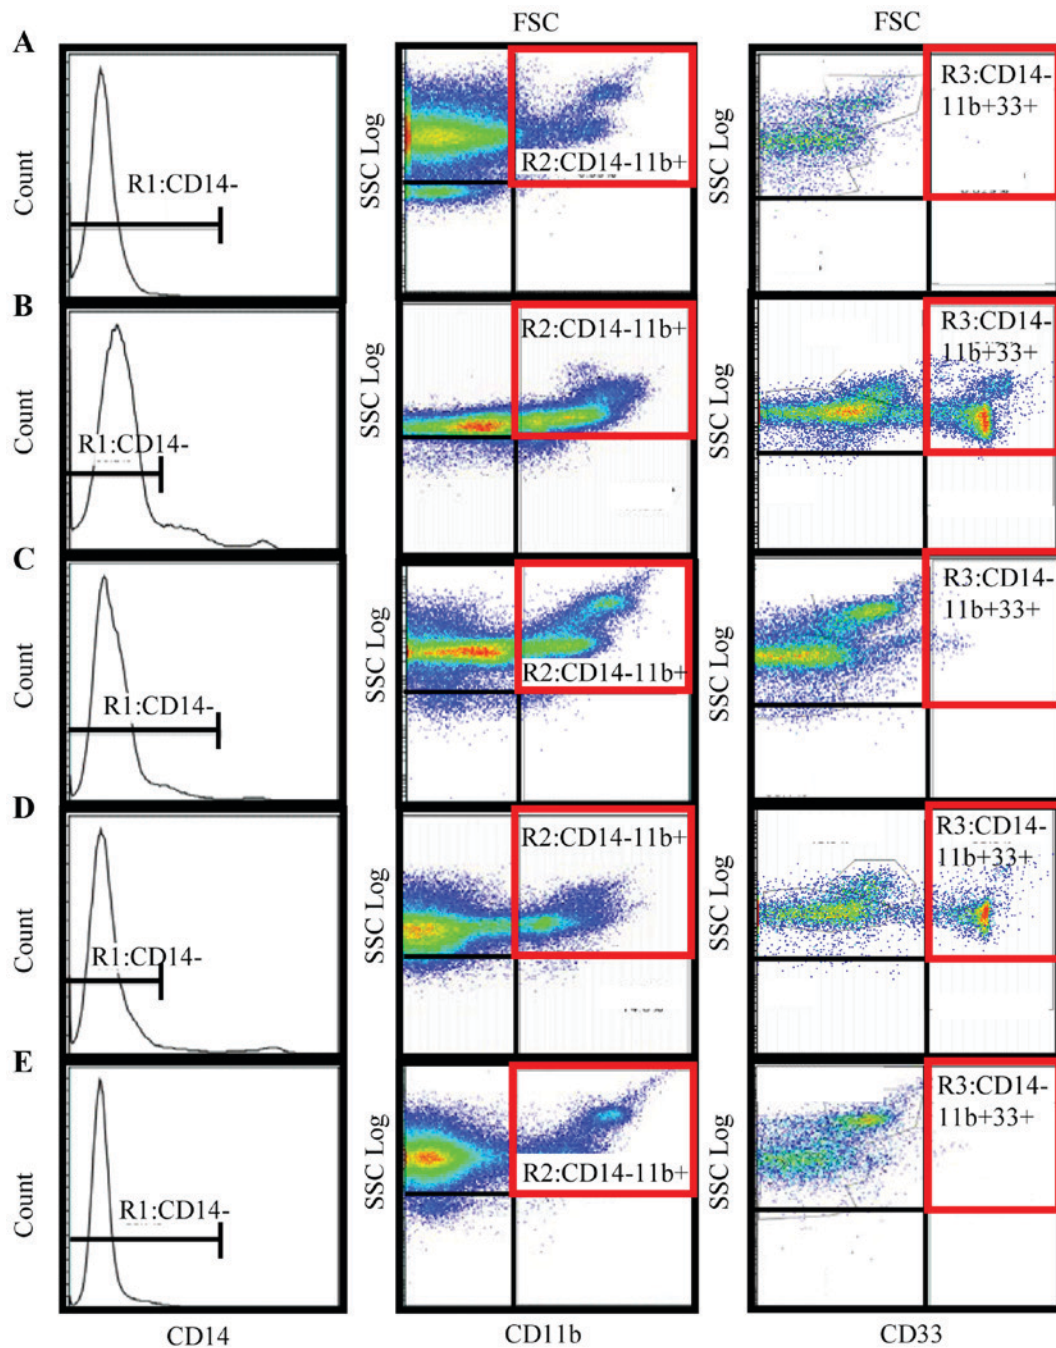 FSC
FSC
A
Count
R1:CD14-
SSC Log
R2:CD14-11b+
SSC Log
R3:CD14-
11b+33+
B
Count
R1:CD14-
SSC Log
R2:CD14-11b+
SSC Log
R3:CD14-
11b+33+
C
Count
R1:CD14-
SSC Log
R2:CD14-11b+
SSC Log
R3:CD14-
11b+33+
D
Count
R1:CD14-
SSC Log
R2:CD14-11b+
SSC Log
R3:CD14-
11b+33+
E
Count
R1:CD14-
SSC Log
R2:CD14-11b+
SSC Log
R3:CD14-
11b+33+
CD14
CD11b
CD33